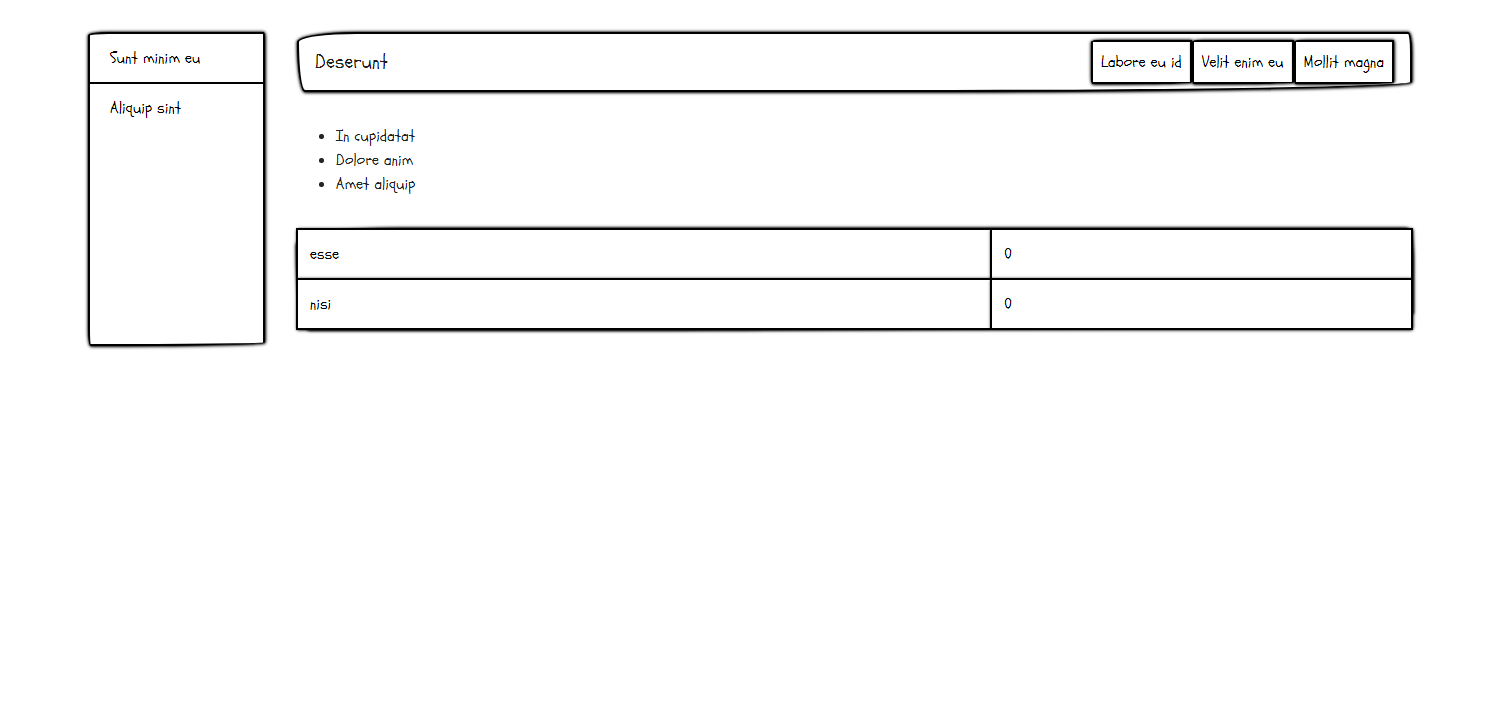 Sunt minim eu
Aliquip sint
Deserunt
Labore eu id
Velit enim eu
Mollit magna
In cupidatat
Dolore anim
Amet aliquip
esse 0
nisi 0